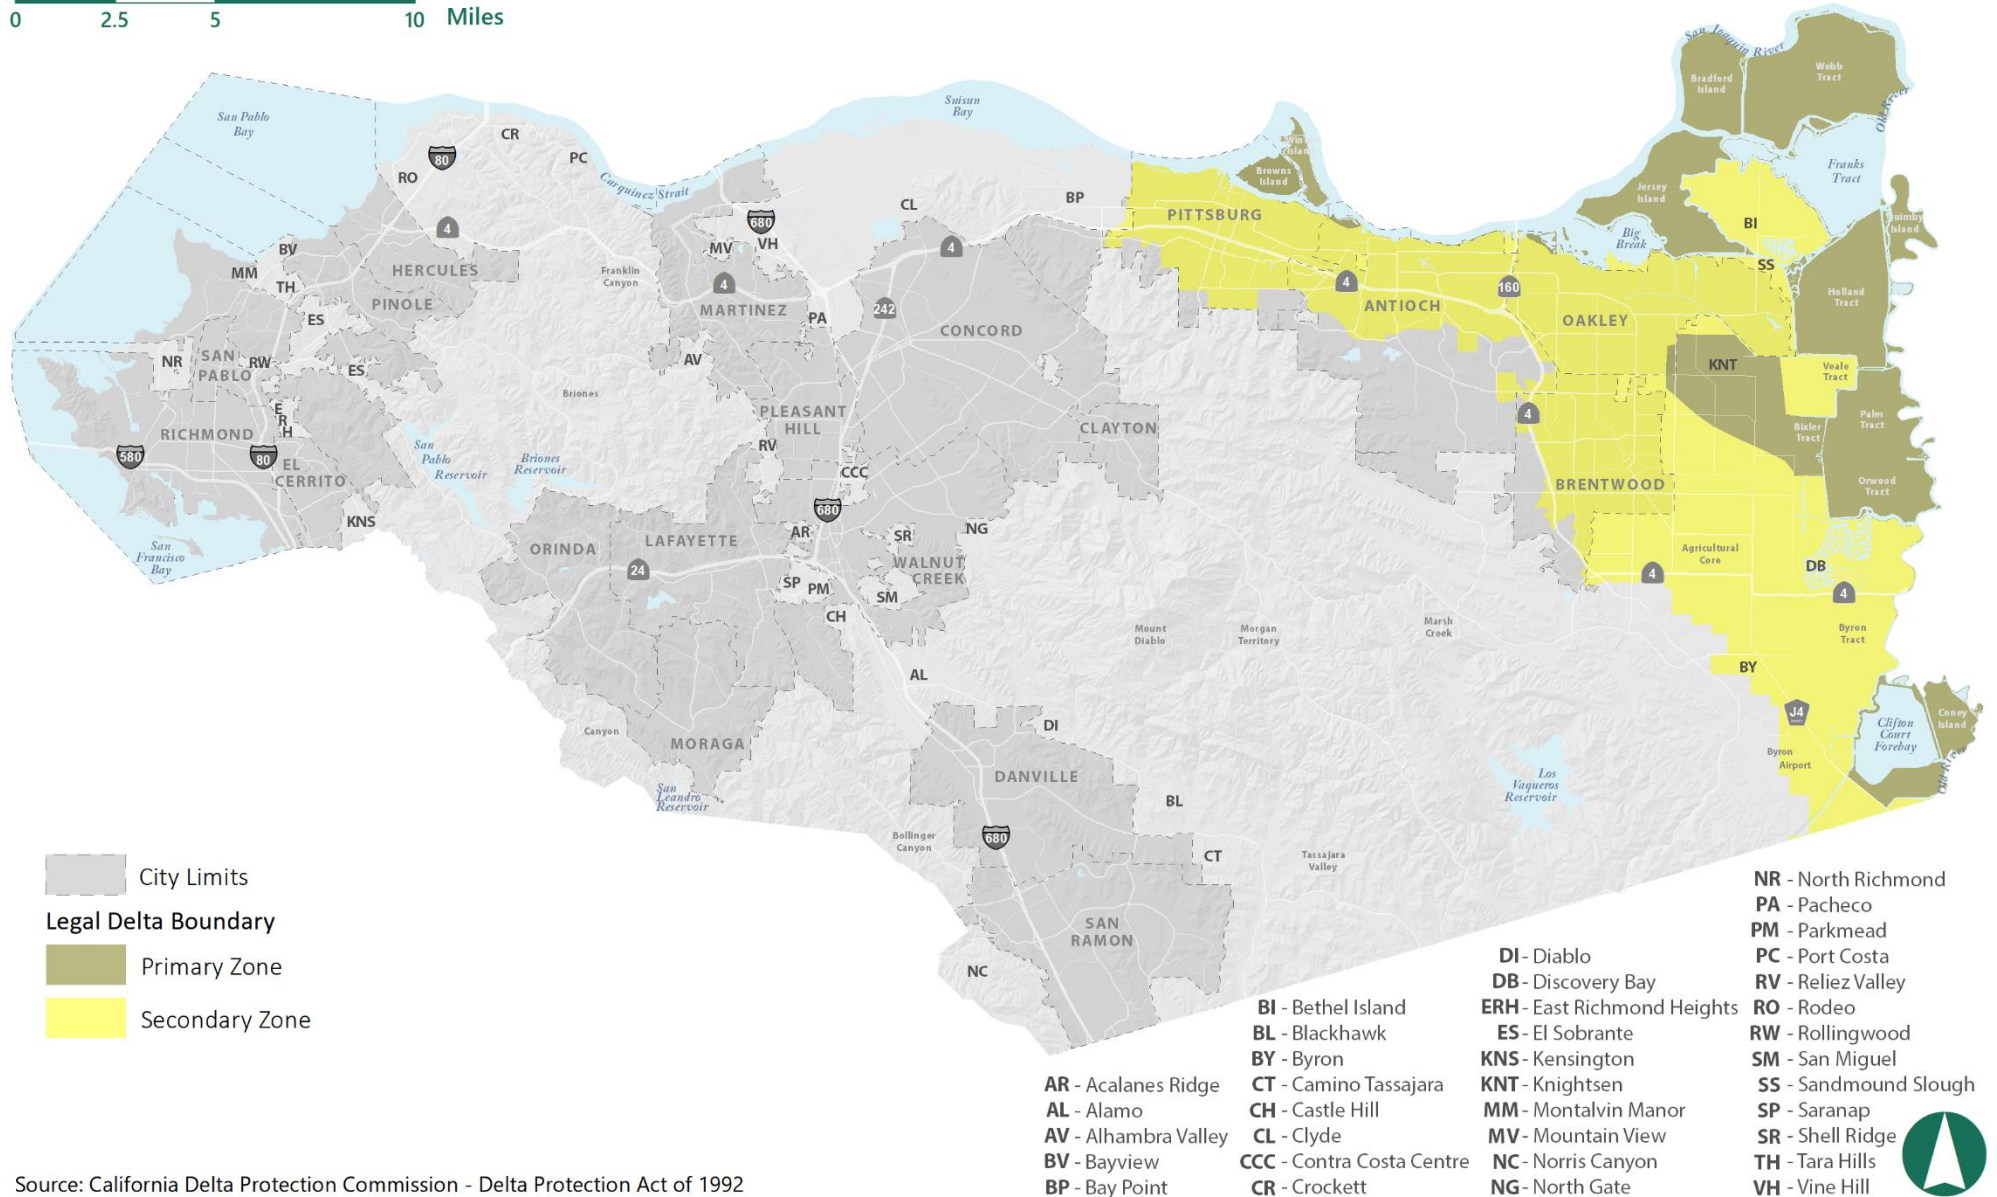 0 2.5 5 10 Miles
San Joaquin River
Bradford
Island
Webb
Tract
Old River
San Pablo
Bay
Suisun
Bay
CR
80
PC
RO
Carquinez Strait
Browns
Island
Franks
Tract
Jersey
Island
BI
Quimby
Island
CL
BP
PITTSBURG
680
MV
VH
4
4
Big
Break
SS
BV
MM
TH
HERCULES
PINOLE
Franklin
Canyon
4
MARTINEZ
PA
242
CONCORD
4
ANTIOCH
160
OAKLEY
Holland
Tract
ES
NR
SAN
PABLO
RW
ES
AV
KNT
Veale
Tract
Briones
E
R
H
RICHMOND
580
80
EL
CERRITO
San
Pablo
Reservoir
Briones
Reservoir
PLEASANT
HILL
RV
CCC
CLAYTON
4
Palm
Tract
Bixler
Tract
BRENTWOOD
Orwood
Tract
KNS
San
Francisco
Bay
680
ORINDA
LAFAYETTE
24
AR
SR
NG
WALNUT
CREEK
SP
PM
SM
CH
Agricultural
Core
4
DB
4
Mount
Diablo
Morgan
Territory
Marsh
Creek
Byron
Tract
BY
AL
Canyon
MORAGA
DI
J4
Clifton
Court
Forebay
Coney
Island
Old River
Byron
Airport
DANVILLE
San
Leandro
Reservoir
Los
Vaqueros
Reservoir
BL
Bollinger
Canyon
680
CT
Tassajara
Valley
SAN
RAMON
NC
City Limits
Legal Delta Boundary
Primary Zone
Secondary Zone
AR - Acalanes Ridge
AL - Alamo
AV - Alhambra Valley
BV - Bayview
BP - Bay Point
BI - Bethel Island
BL - Blackhawk
BY - Byron
CT - Camino Tassajara
CH - Castle Hill
CL - Clyde
CCC - Contra Costa Centre
CR - Crockett
DI - Diablo
DB - Discovery Bay
ERH - East Richmond Heights
ES - El Sobrante
KNS - Kensington
KNT - Knightsen
MM - Montalvin Manor
MV - Mountain View
NC - Norris Canyon
NG - North Gate
NR - North Richmond
PA - Pacheco
PM - Parkmead
PC - Port Costa
RV - Reliez Valley
RO - Rodeo
RW - Rollingwood
SM - San Miguel
SS - Sandmound Slough
SP - Saranap
SR - Shell Ridge
TH - Tara Hills
VH - Vine Hill
Source: California Delta Protection Commission - Delta Protection Act of 1992